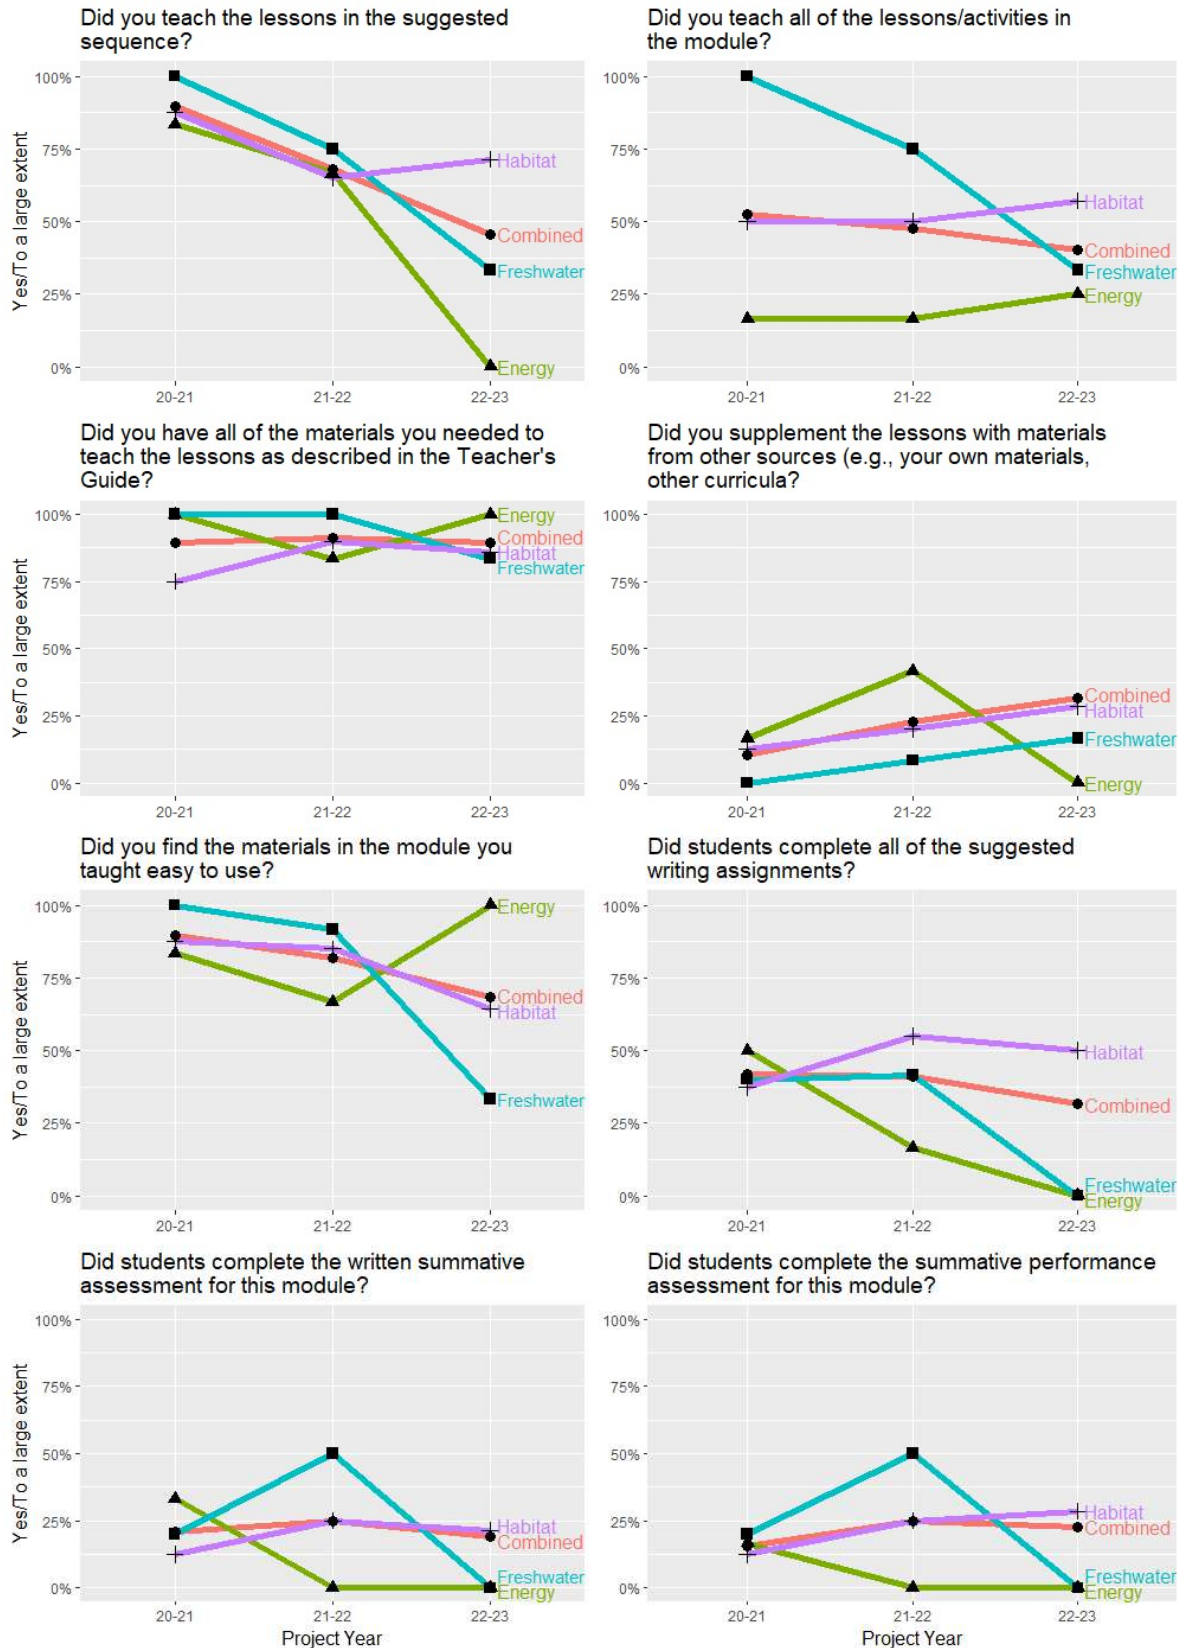 Did you teach the lessons in the suggested
sequence?
Yes/To a large extent
100%
75%
50%
25%
0%
Habitat
Combined
Freshwater
Energy
20-21
21-22
22-23
Did you teach all of the lessons/activities in
the module?
100%
75%
50%
25%
0%
Habitat
Combined
Freshwater
Energy
20-21
21-22
22-23
Did you have all of the materials you needed to
teach the lessons as described in the Teacher's
Guide?
Yes/To a large extent
100%
75%
50%
25%
0%
Energy
Combined
Habitat
Freshwater
20-21
21-22
22-23
Did you supplement the lessons with materials
from other sources (e.g., your own materials,
other curricula?
100%
75%
50%
25%
0%
Combined
Habitat
Freshwater
Energy
20-21
21-22
22-23
Did you find the materials in the module you
taught easy to use?
Yes/To a large extent
100%
75%
50%
25%
0%
Energy
Combined
Habitat
Freshwater
20-21
21-22
22-23
Did students complete all of the suggested
writing assignments?
100%
75%
50%
25%
0%
Habitat
Combined
Freshwater
Energy
20-21
21-22
22-23
Did students complete the written summative
assessment for this module?
Yes/To a large extent
100%
75%
50%
25%
0%
Habitat
Combined
Freshwater
Energy
20-21
21-22
22-23
Project Year
Did students complete the summative performance
assessment for this module?
100%
75%
50%
25%
0%
Habitat
Combined
Freshwater
Energy
20-21
21-22
22-23
Project Year